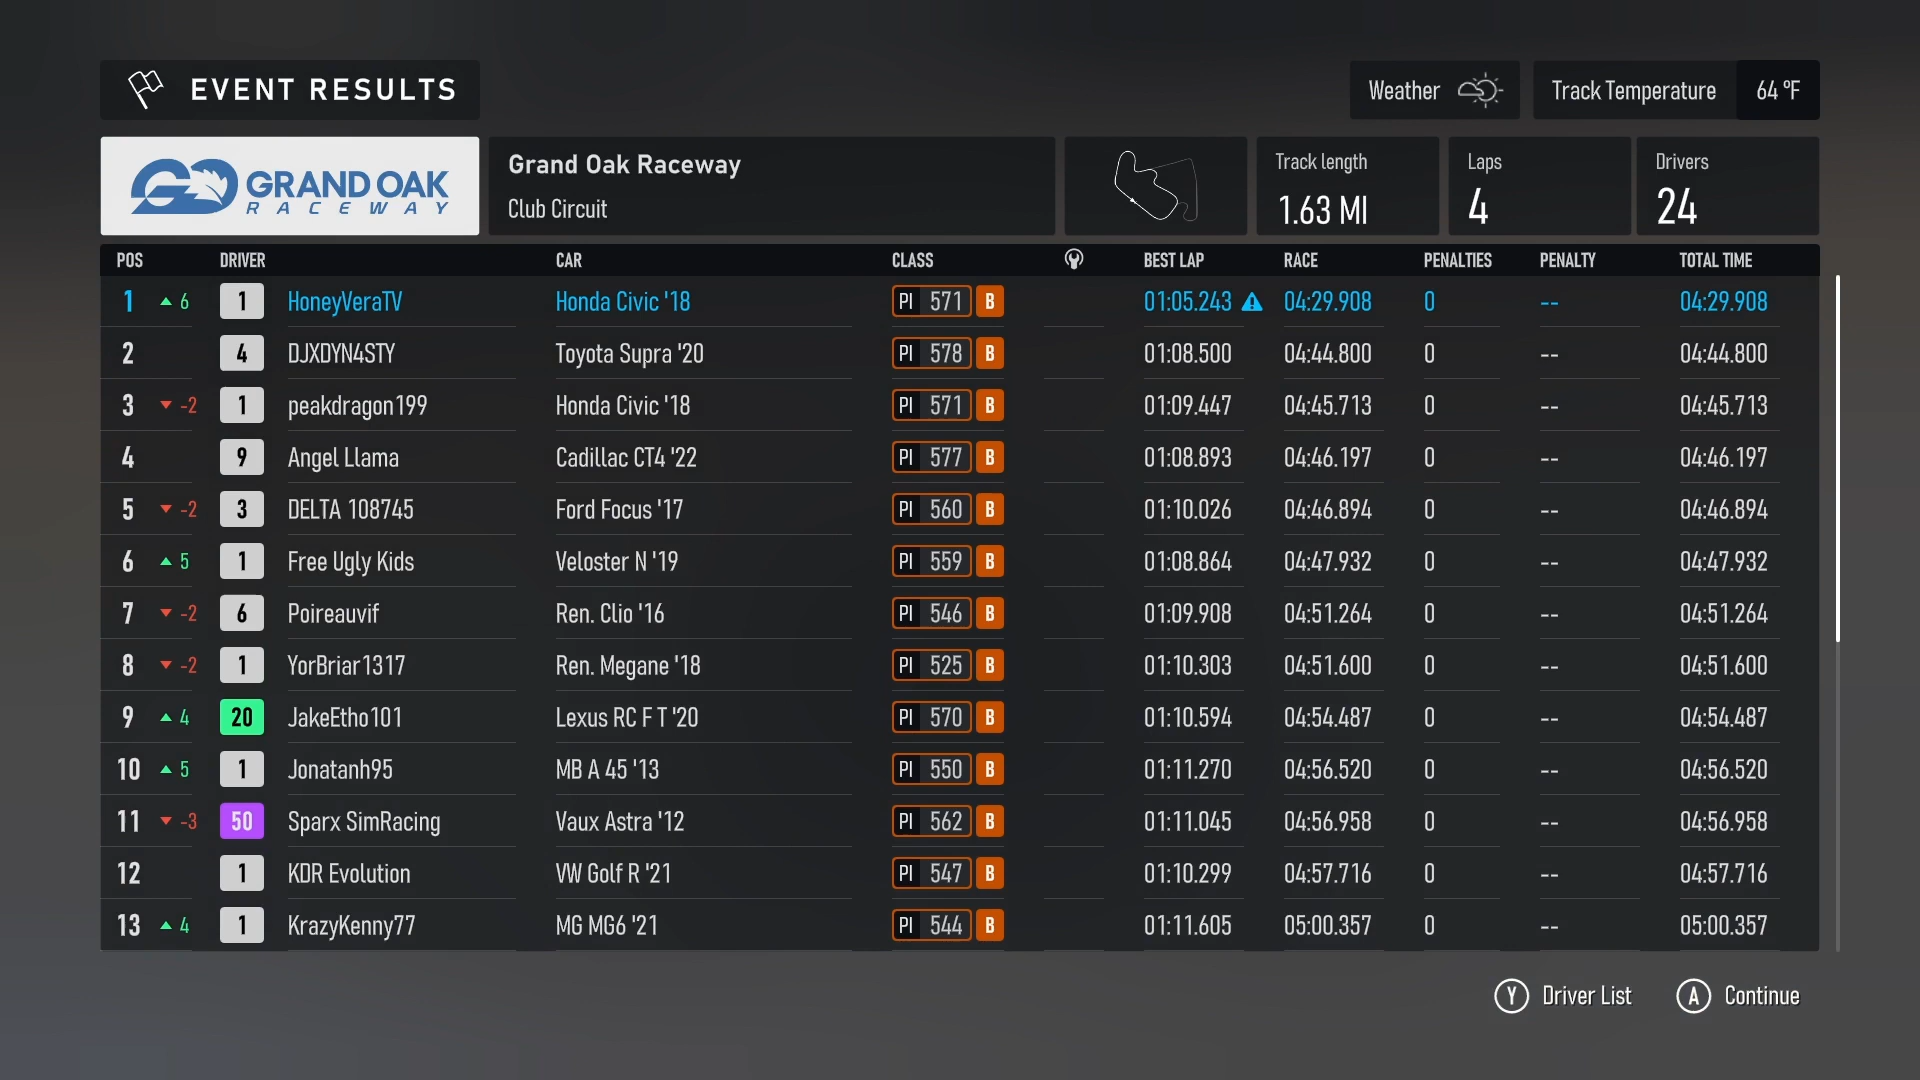 EVENT RESULTS
Weather
Track Temperature 64 °F
GRAND OAK
RACEWAY
Grand Oak Raceway
Club Circuit
Track length
1.63 MI
Laps
4
Drivers
24
POS DRIVER CAR CLASS BEST LAP RACE PENALTIES PENALTY TOTAL TIME
1 6 1 HoneyVeraTV Honda Civic '18 PI 571 B 01:05.243 04:29.908 0 -- 04:29.908
2 4 DJXDYN4STY Toyota Supra '20 PI 578 B 01:08.500 04:44.800 0 -- 04:44.800
3 -2 1 peakdragon199 Honda Civic '18 PI 571 B 01:09.447 04:45.713 0 -- 04:45.713
4 9 Angel Llama Cadillac CT4 '22 PI 577 B 01:08.893 04:46.197 0 -- 04:46.197
5 -2 3 DELTA 108745 Ford Focus '17 PI 560 B 01:10.026 04:46.894 0 -- 04:46.894
6 5 1 Free Ugly Kids Veloster N '19 PI 559 B 01:08.864 04:47.932 0 -- 04:47.932
7 -2 6 Poireauvif Ren. Clio '16 PI 546 B 01:09.908 04:51.264 0 -- 04:51.264
8 -2 1 YorBriar1317 Ren. Megane '18 PI 525 B 01:10.303 04:51.600 0 -- 04:51.600
9 4 20 JakeEtho101 Lexus RC F T '20 PI 570 B 01:10.594 04:54.487 0 -- 04:54.487
10 5 1 Jonatanh95 MB A 45 '13 PI 550 B 01:11.270 04:56.520 0 -- 04:56.520
11 -3 50 Sparx SimRacing Vaux Astra '12 PI 562 B 01:11.045 04:56.958 0 -- 04:56.958
12 1 KDR Evolution VW Golf R '21 PI 547 B 01:10.299 04:57.716 0 -- 04:57.716
13 4 1 KrazyKenny77 MG MG6 '21 PI 544 B 01:11.605 05:00.357 0 -- 05:00.357
Y Driver List A Continue